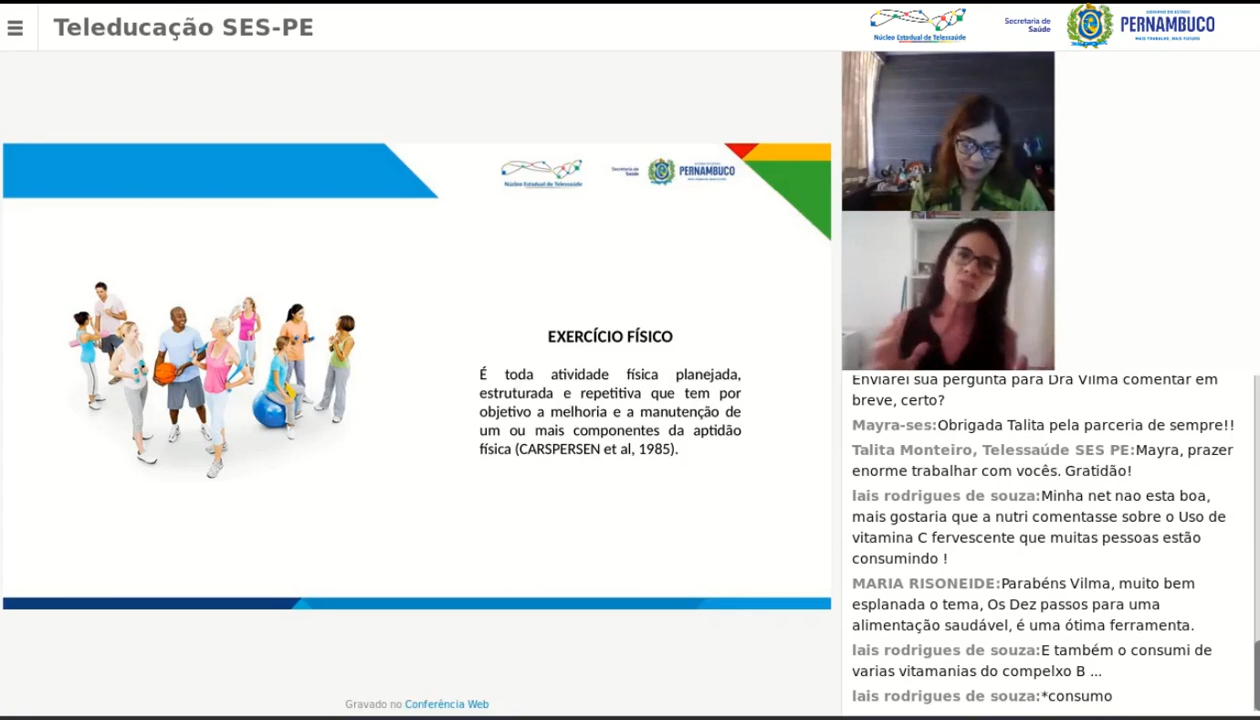 Teleducação SES-PE
Núcleo Estadual de Telessaúde
Secretaria de
Saúde
GOVERNO DO ESTADO
PERNAMBUCO
MAIS TRABALHO, MAIS FUTURO
Núcleo Estadual de Telessaúde
Secretaria de
Saúde
PERNAMBUCO
EXERCÍCIO FÍSICO
É toda atividade física planejada,
estruturada e repetitiva que tem por
objetivo a melhoria e a manutenção de
um ou mais componentes da aptidão
física (CARSPERSEN et al, 1985).
Gravado no Conferência Web
Enviarei sua pergunta para Dra Vilma comentar em
breve, certo?
Mayra-ses:Obrigada Talita pela parceria de sempre!!
Talita Monteiro, Telessaúde SES PE:Mayra, prazer
enorme trabalhar com vocês. Gratidão!
lais rodrigues de souza:Minha net nao esta boa,
mais gostaria que a nutri comentasse sobre o Uso de
vitamina C fervescente que muitas pessoas estão
consumindo !
MARIA RISONEIDE:Parabéns Vilma, muito bem
esplanada o tema, Os Dez passos para uma
alimentação saudável, é uma ótima ferramenta.
lais rodrigues de souza:E também o consumi de
varias vitamanias do compelxo B ...
lais rodrigues de souza:*consumo